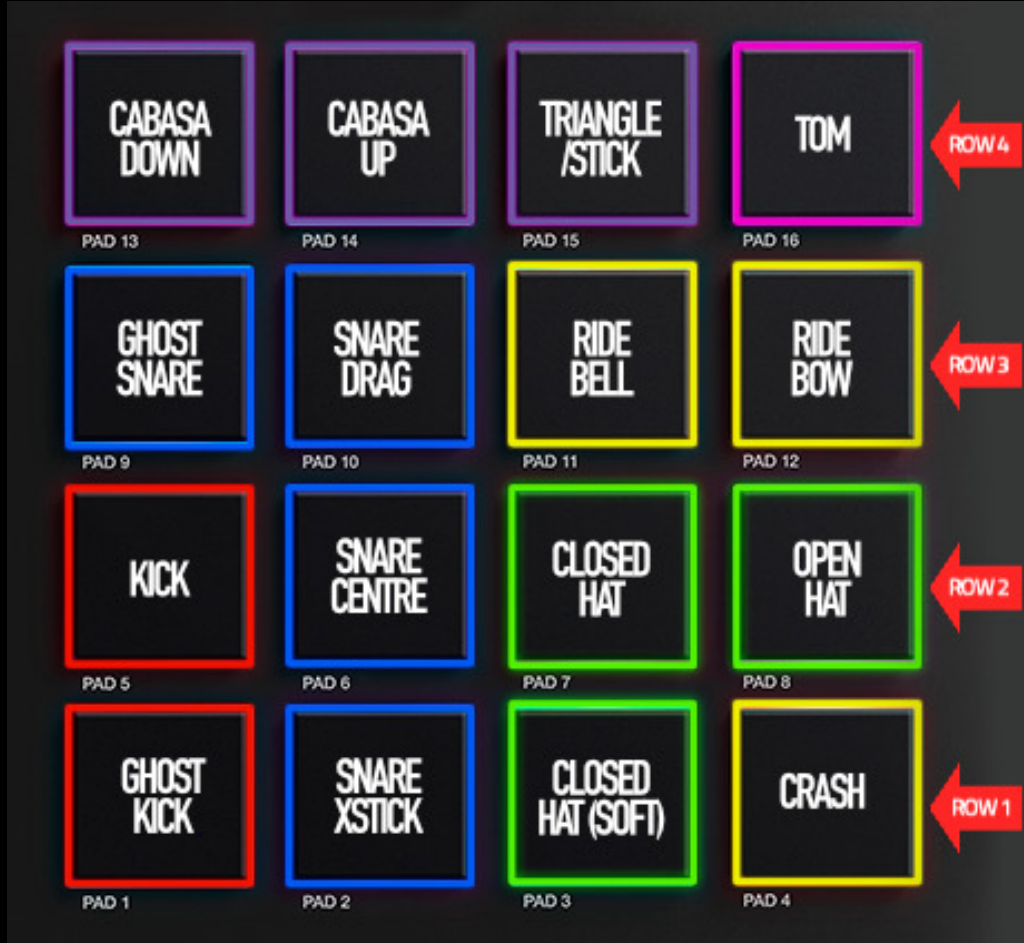 CABASA
DOWN
CABASA
UP
TRIANGLE
/STICK
TOM
ROW 4
PAD 13
PAD 14
PAD 15
PAD 16
GHOST
SNARE
SNARE
DRAG
RIDE
BELL
RIDE
BOW
ROW 3
PAD 9
PAD 10
PAD 11
PAD 12
KICK
SNARE
CENTRE
CLOSED
HAT
OPEN
HAT
ROW 2
PAD 5
PAD 6
PAD 7
PAD 8
GHOST
KICK
SNARE
XSTICK
CLOSED
HAT (SOFT)
CRASH
ROW 1
PAD 1
PAD 2
PAD 3
PAD 4